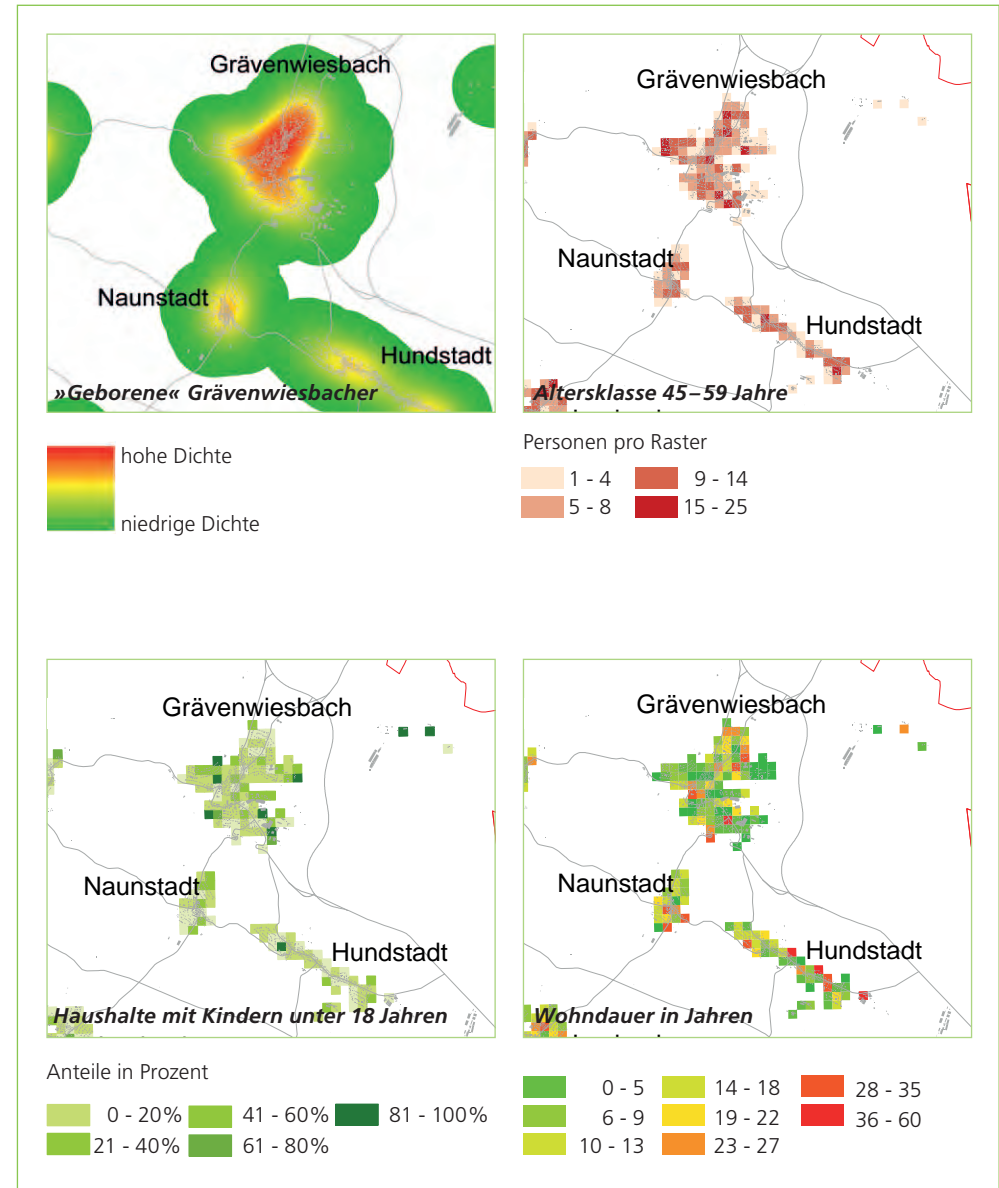 Grävenwiesbach
Naunstadt
Hundstadt
»Geborene« Grävenwiesbacher
hohe Dichte
niedrige Dichte
Grävenwiesbach
Naunstadt
Hundstadt
Altersklasse 45–59 Jahre
Personen pro Raster
1 - 4
9 - 14
5 - 8
15 - 25
Grävenwiesbach
Naunstadt
Hundstadt
Haushalte mit Kindern unter 18 Jahren
Anteile in Prozent
0 - 20%
41 - 60%
81 - 100%
21 - 40%
61 - 80%
Grävenwiesbach
Naunstadt
Hundstadt
Wohndauer in Jahren
0 - 5
14 - 18
28 - 35
6 - 9
19 - 22
36 - 60
10 - 13
23 - 27